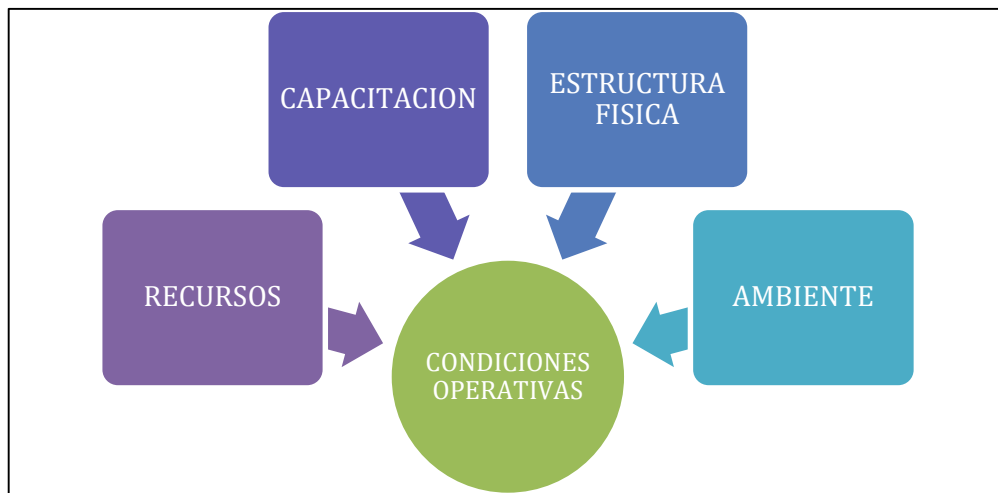 CAPACITACION
ESTRUCTURA
FISICA
RECURSOS
AMBIENTE
CONDICIONES
OPERATIVAS